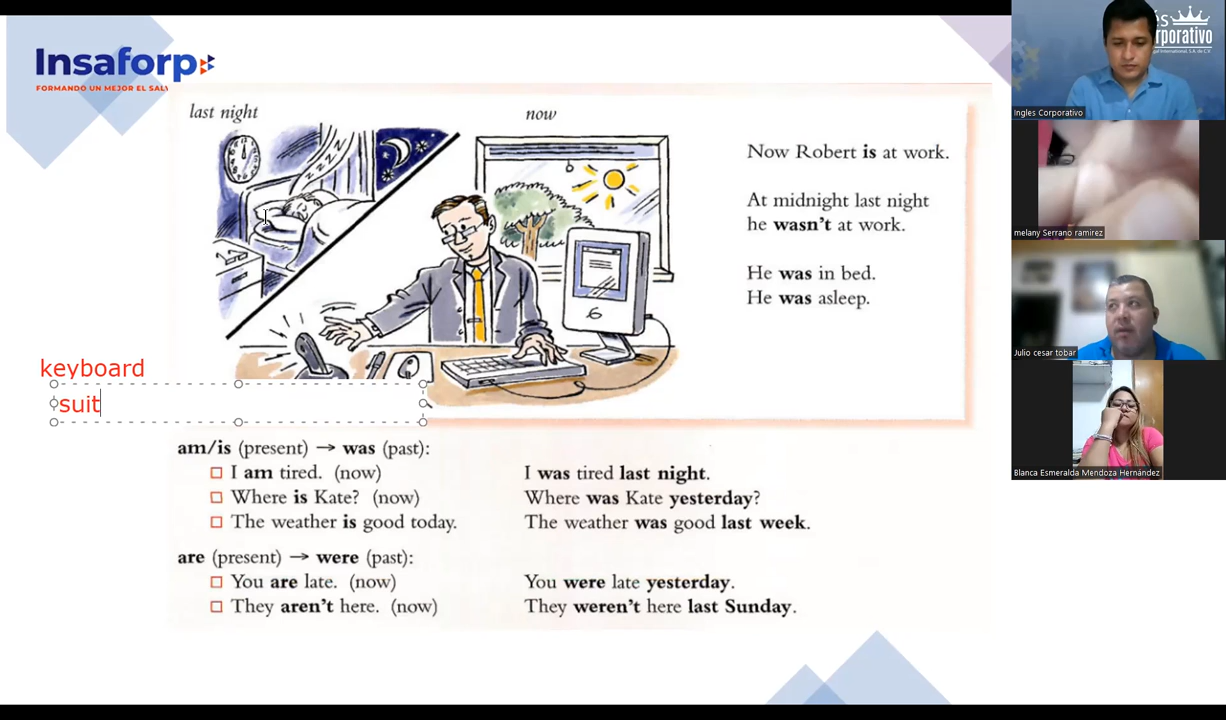 Insaforp
FORMANDO UN MEJOR EL SALV
last night
now
Now Robert is at work.
At midnight last night
he wasn't at work.
He was in bed.
He was asleep.
keyboard
suit
am/is (present) → was (past):
I am tired. (now)
I was tired last night.
Where is Kate? (now)
Where was Kate yesterday?
The weather is good today.
The weather was good last week.
are (present) → were (past):
You are late. (now)
You were late yesterday.
They aren't here. (now)
They weren't here last Sunday.
Ingles Corporativo
melany Serrano ramirez
Julio cesar tobar
Blanca Esmeralda Mendoza Hernández